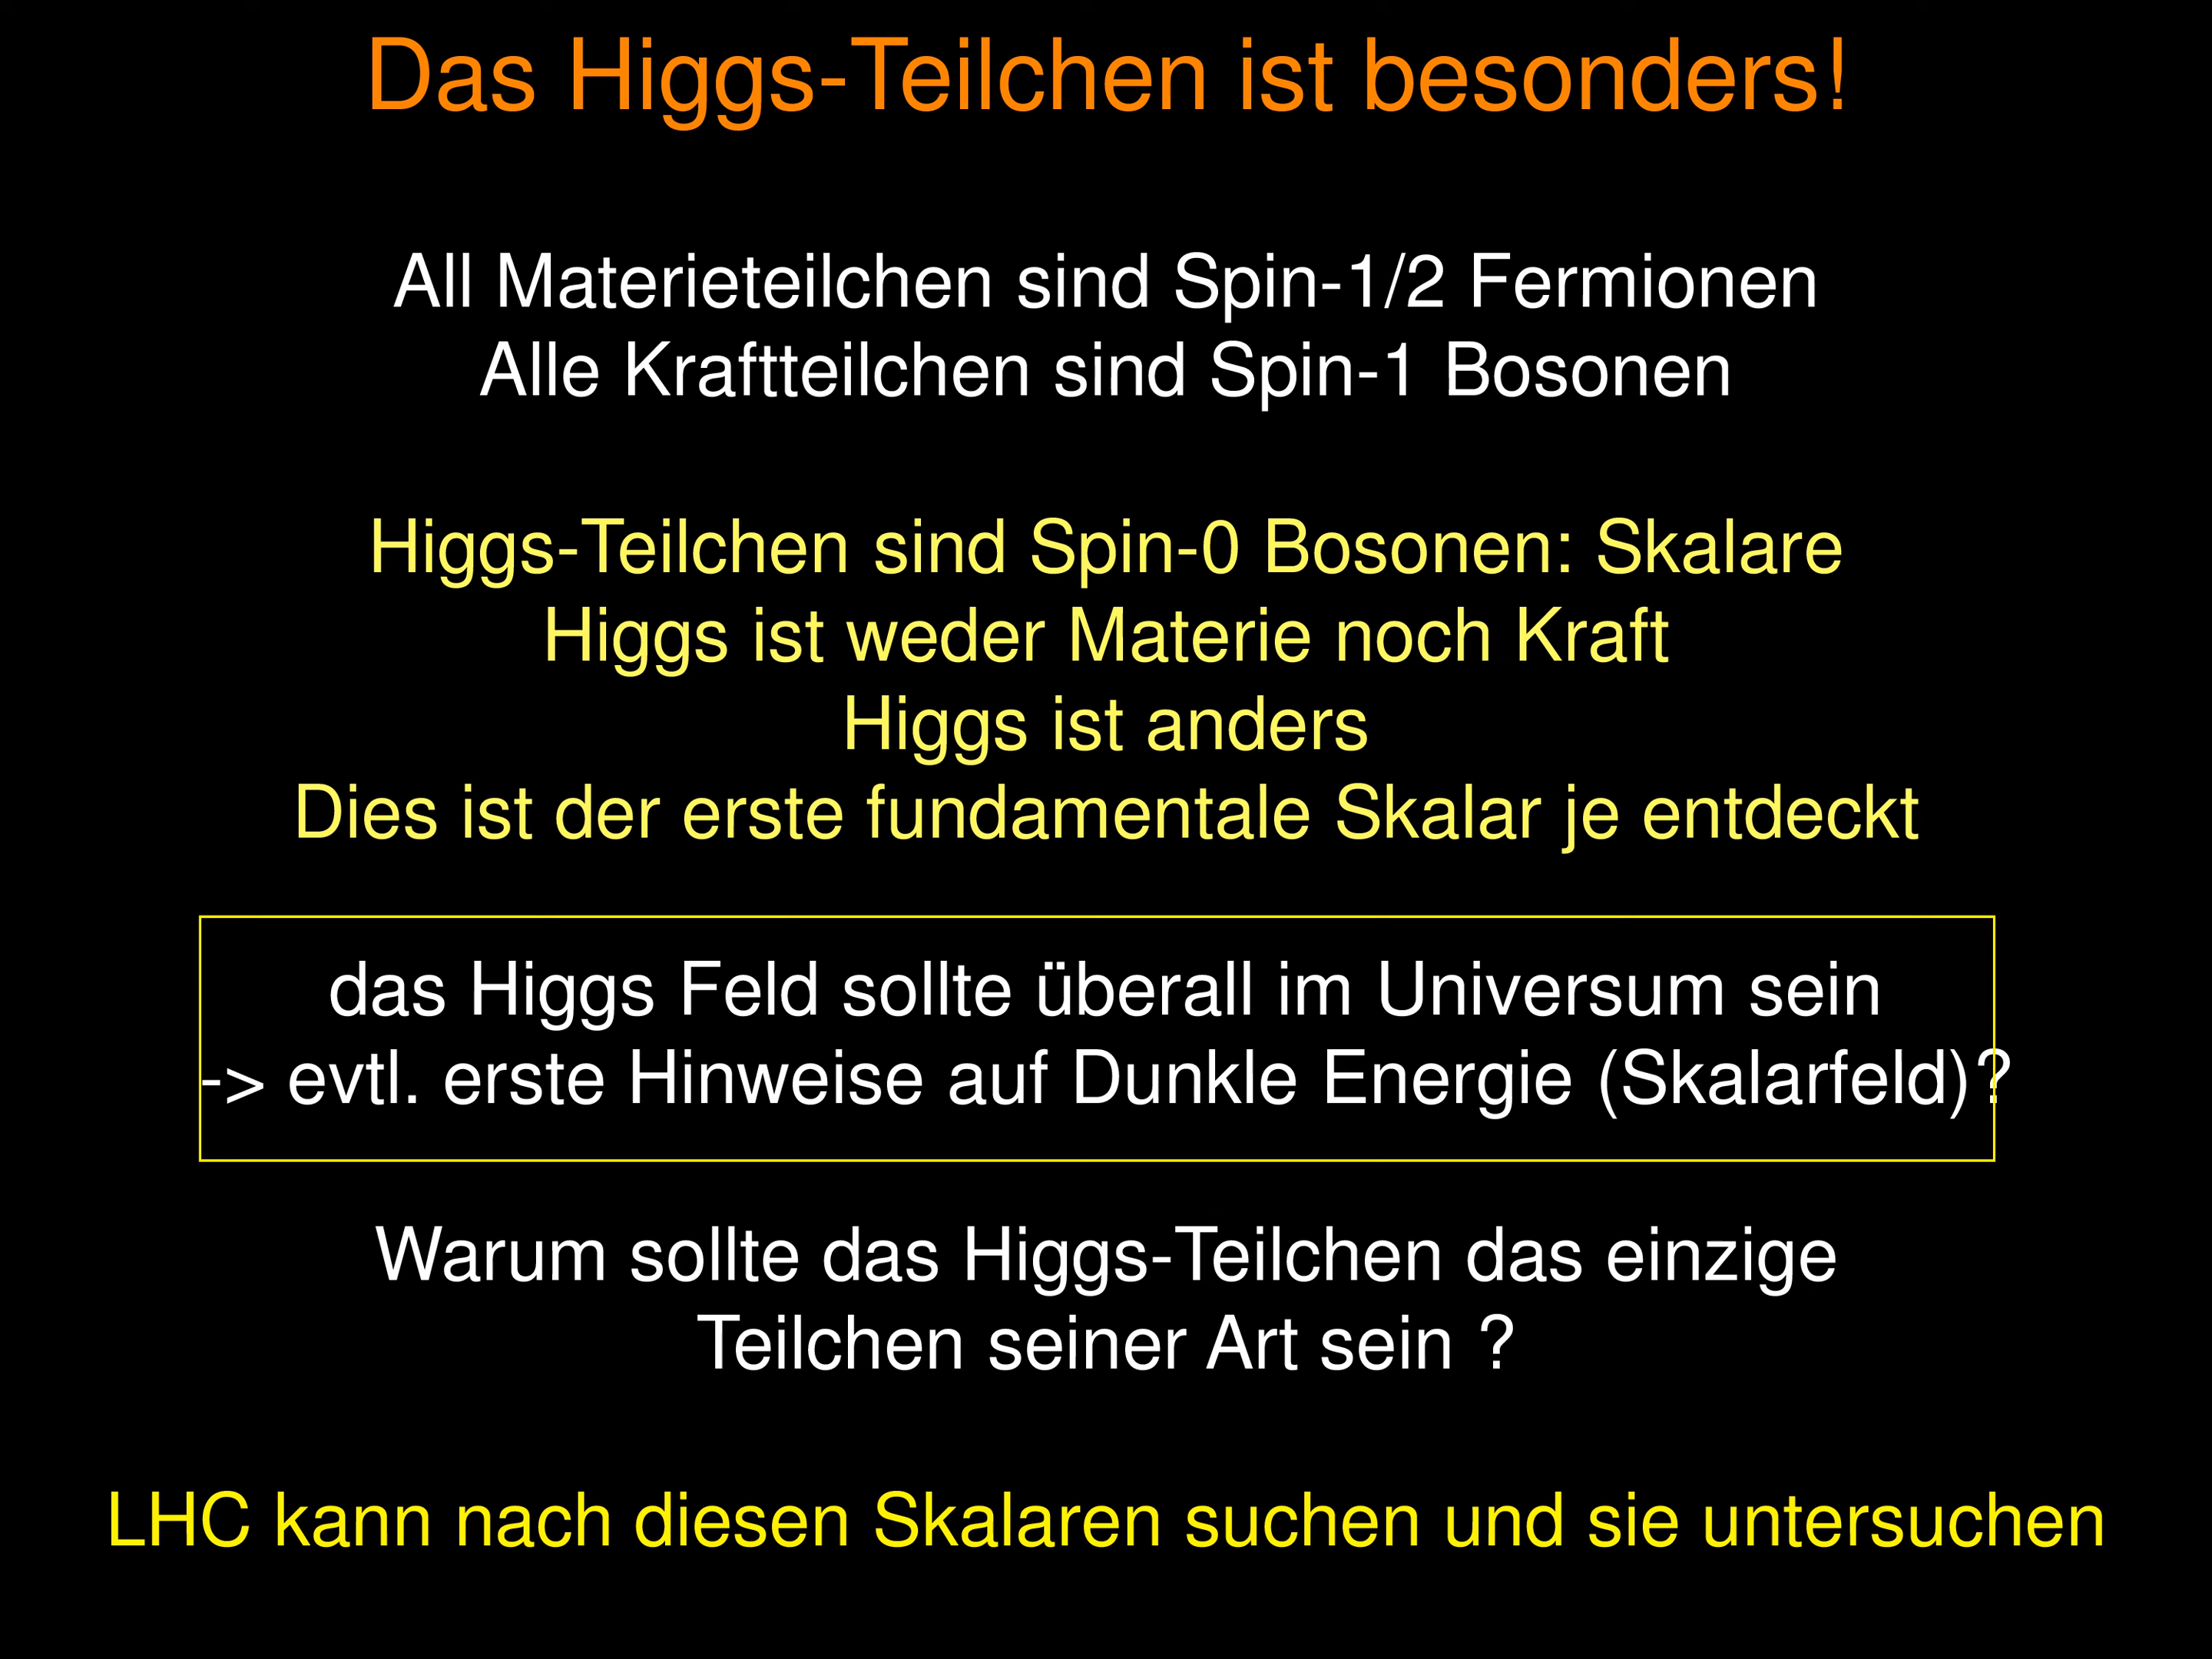 Das Higgs-Teilchen ist besonders!
All Materieteilchen sind Spin-1/2 Fermionen
Alle Kraftteilchen sind Spin-1 Bosonen
Higgs-Teilchen sind Spin-0 Bosonen: Skalare
Higgs ist weder Materie noch Kraft
Higgs ist anders
Dies ist der erste fundamentale Skalar je entdeckt
das Higgs Feld sollte überall im Universum sein
-> evtl. erste Hinweise auf Dunkle Energie (Skalarfeld)?
Warum sollte das Higgs-Teilchen das einzige
Teilchen seiner Art sein ?
LHC kann nach diesen Skalaren suchen und sie untersuchen